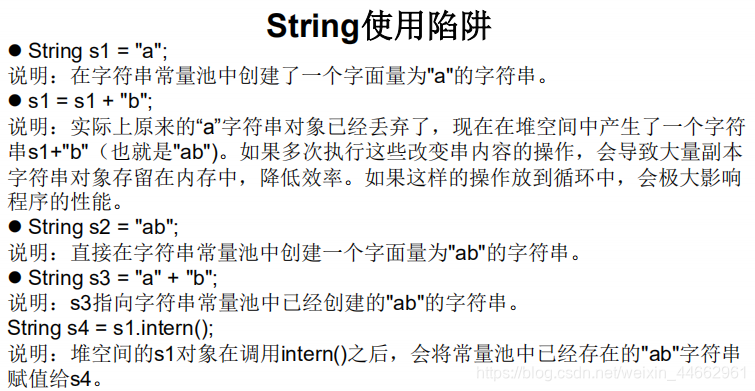 String使用陷阱
● String s1 = "a";
说明：在字符串常量池中创建了一个字面量为"a"的字符串。
● s1 = s1 + "b";
说明：实际上原来的“a”字符串对象已经丢弃了，现在在堆空间中产生了一个字符
串s1+"b"（也就是"ab")。如果多次执行这些改变串内容的操作，会导致大量副本
字符串对象存留在内存中，降低效率。如果这样的操作放到循环中，会极大影响
程序的性能。
● String s2 = "ab";
说明：直接在字符串常量池中创建一个字面量为"ab"的字符串。
● String s3 = "a" + "b";
说明：s3指向字符串常量池中已经创建的"ab"的字符串。
String s4 = s1.intern();
说明：堆空间的s1对象在调用intern()之后，会将常量池中已经存在的"ab"字符串
赋值给s4。
https://blog.csdn.net/weixin_44662961